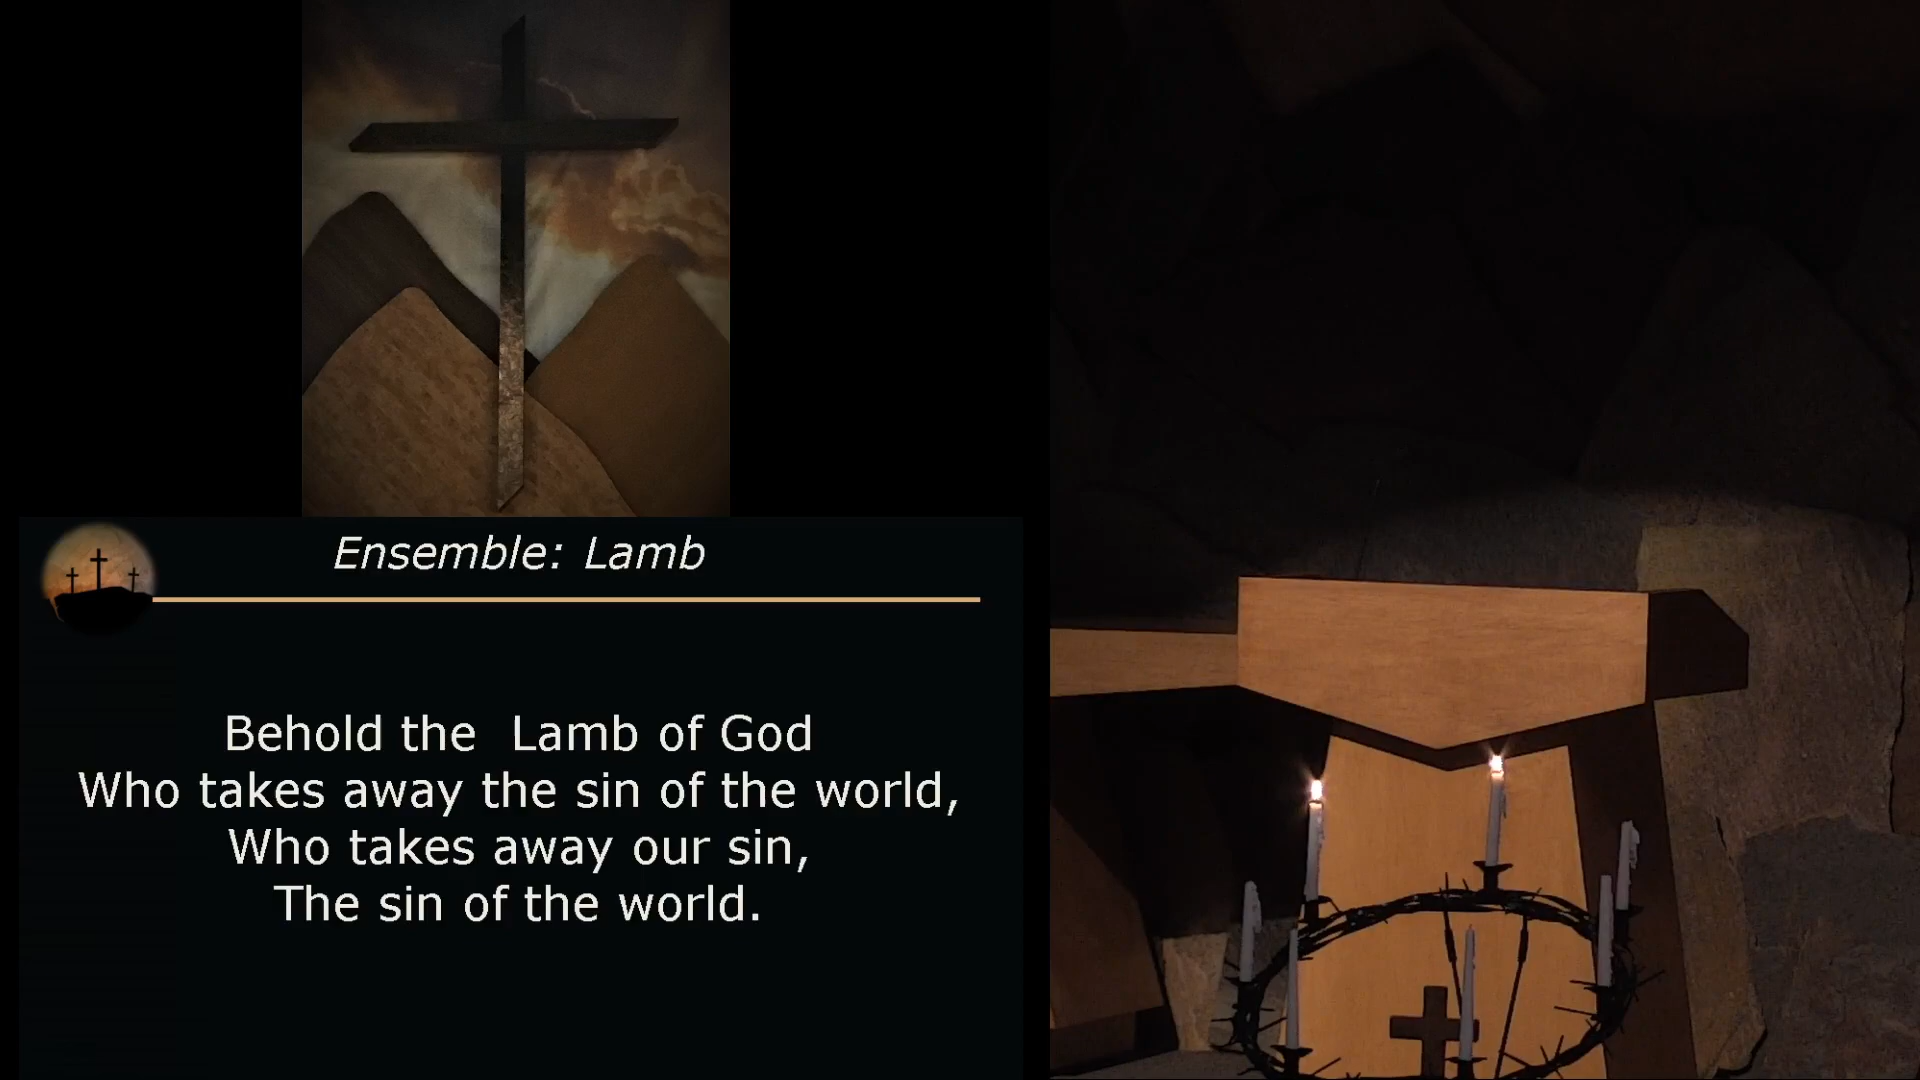 Ensemble: Lamb
Behold the  Lamb of God
Who takes away the sin of the world,
Who takes away our sin,
The sin of the world.